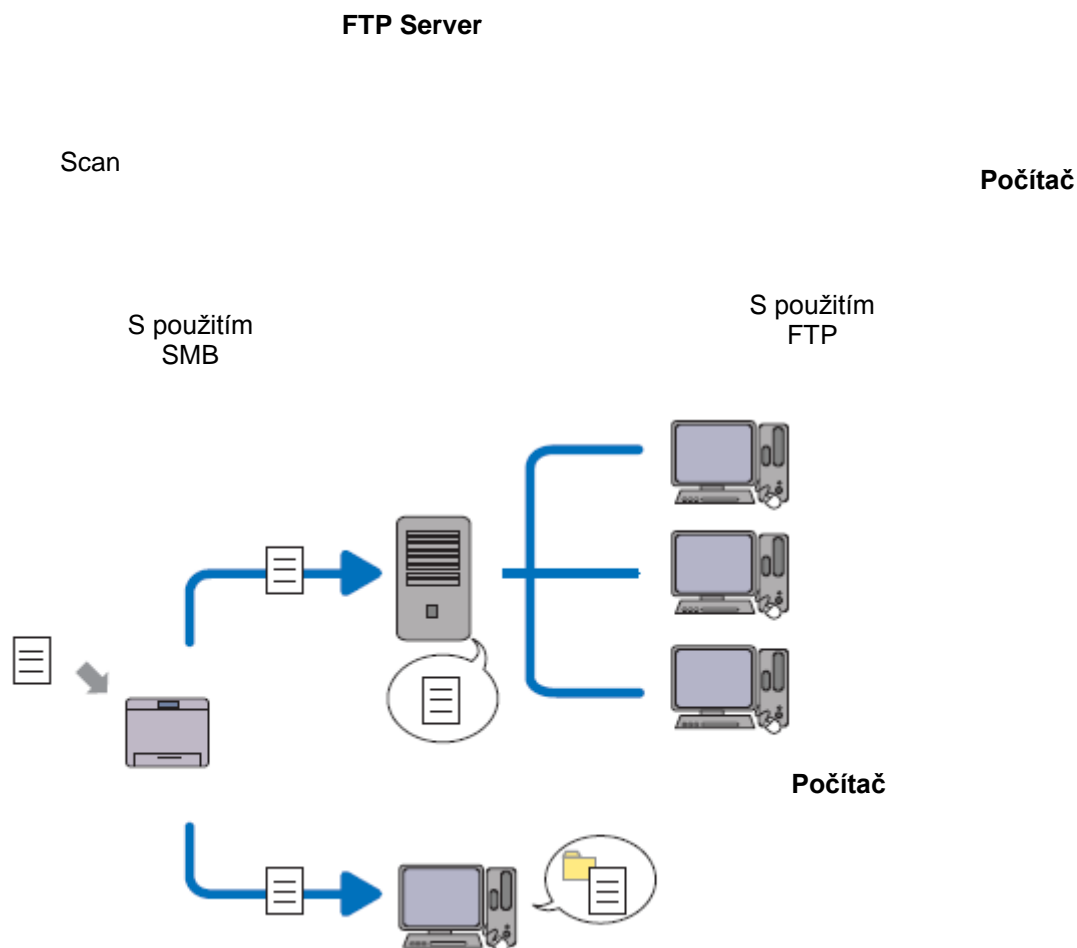 FTP Server
Scan
Počítač
S použitím
SMB
S použitím
FTP
Počítač